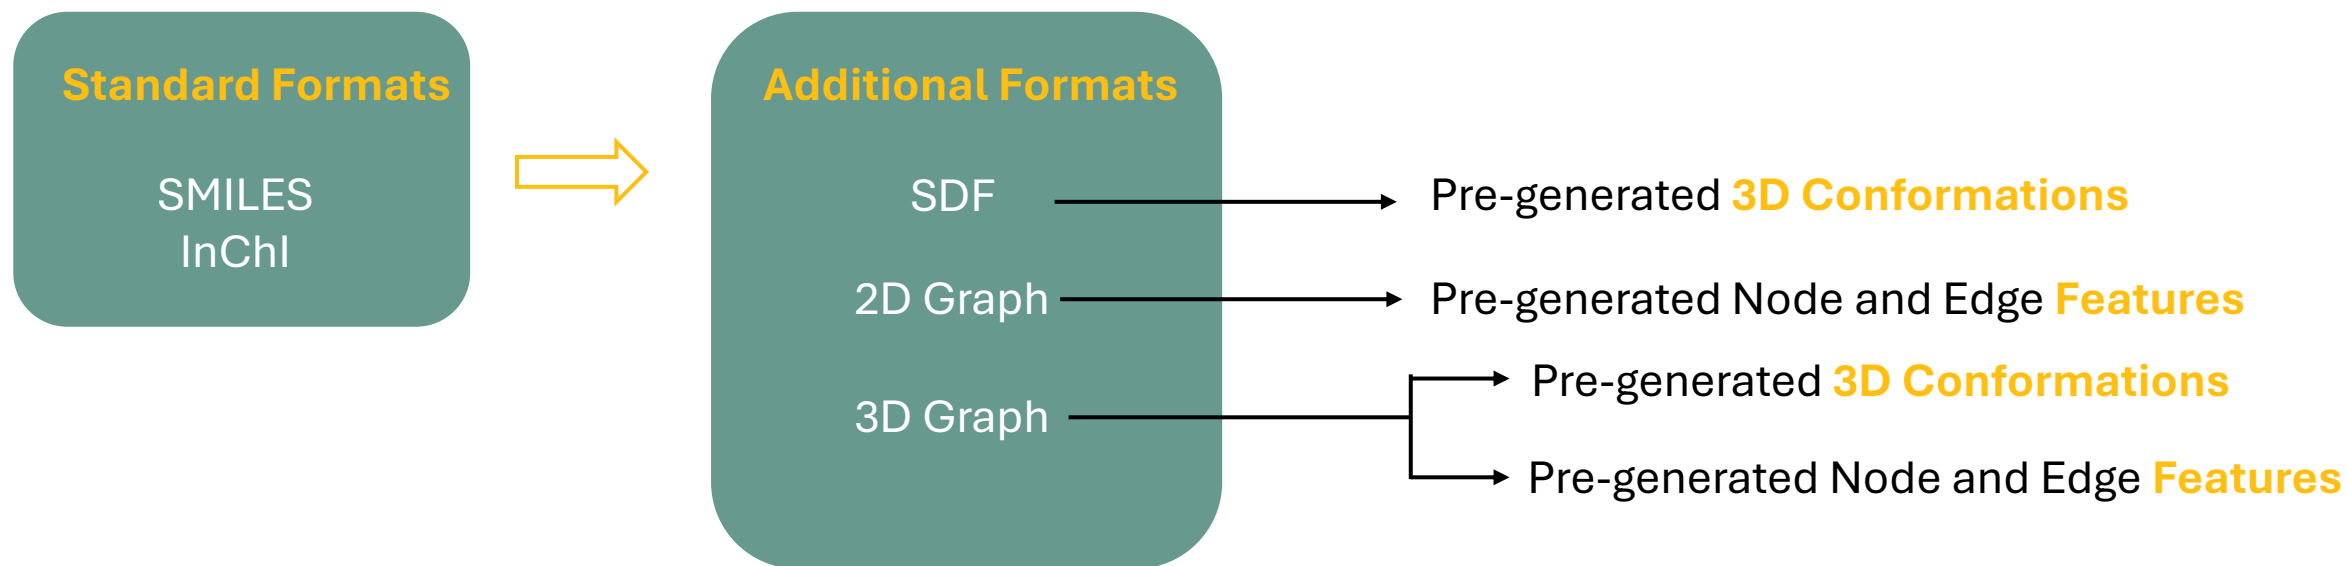 Standard Formats
SMILES
InChI
Additional Formats
SDF
2D Graph
3D Graph
Pre-generated 3D Conformations
Pre-generated Node and Edge Features
Pre-generated 3D Conformations
Pre-generated Node and Edge Features